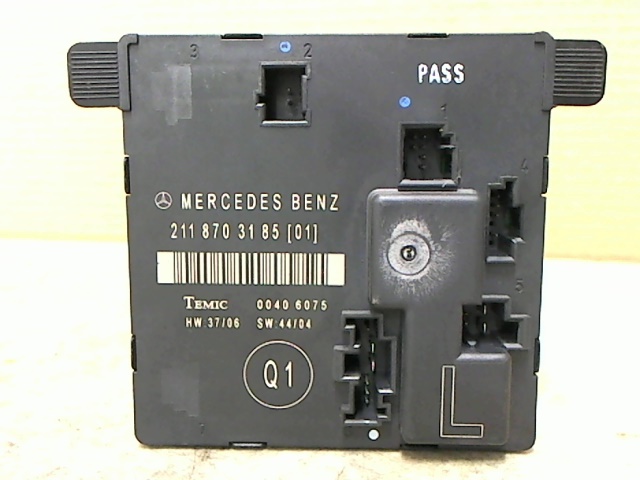 3
2
PASS
1
4
MERCEDES BENZ
211 870 31 85 [01]
5
TEMIC 0040 6075
HW 37/06 SW 44/04
Q1
L